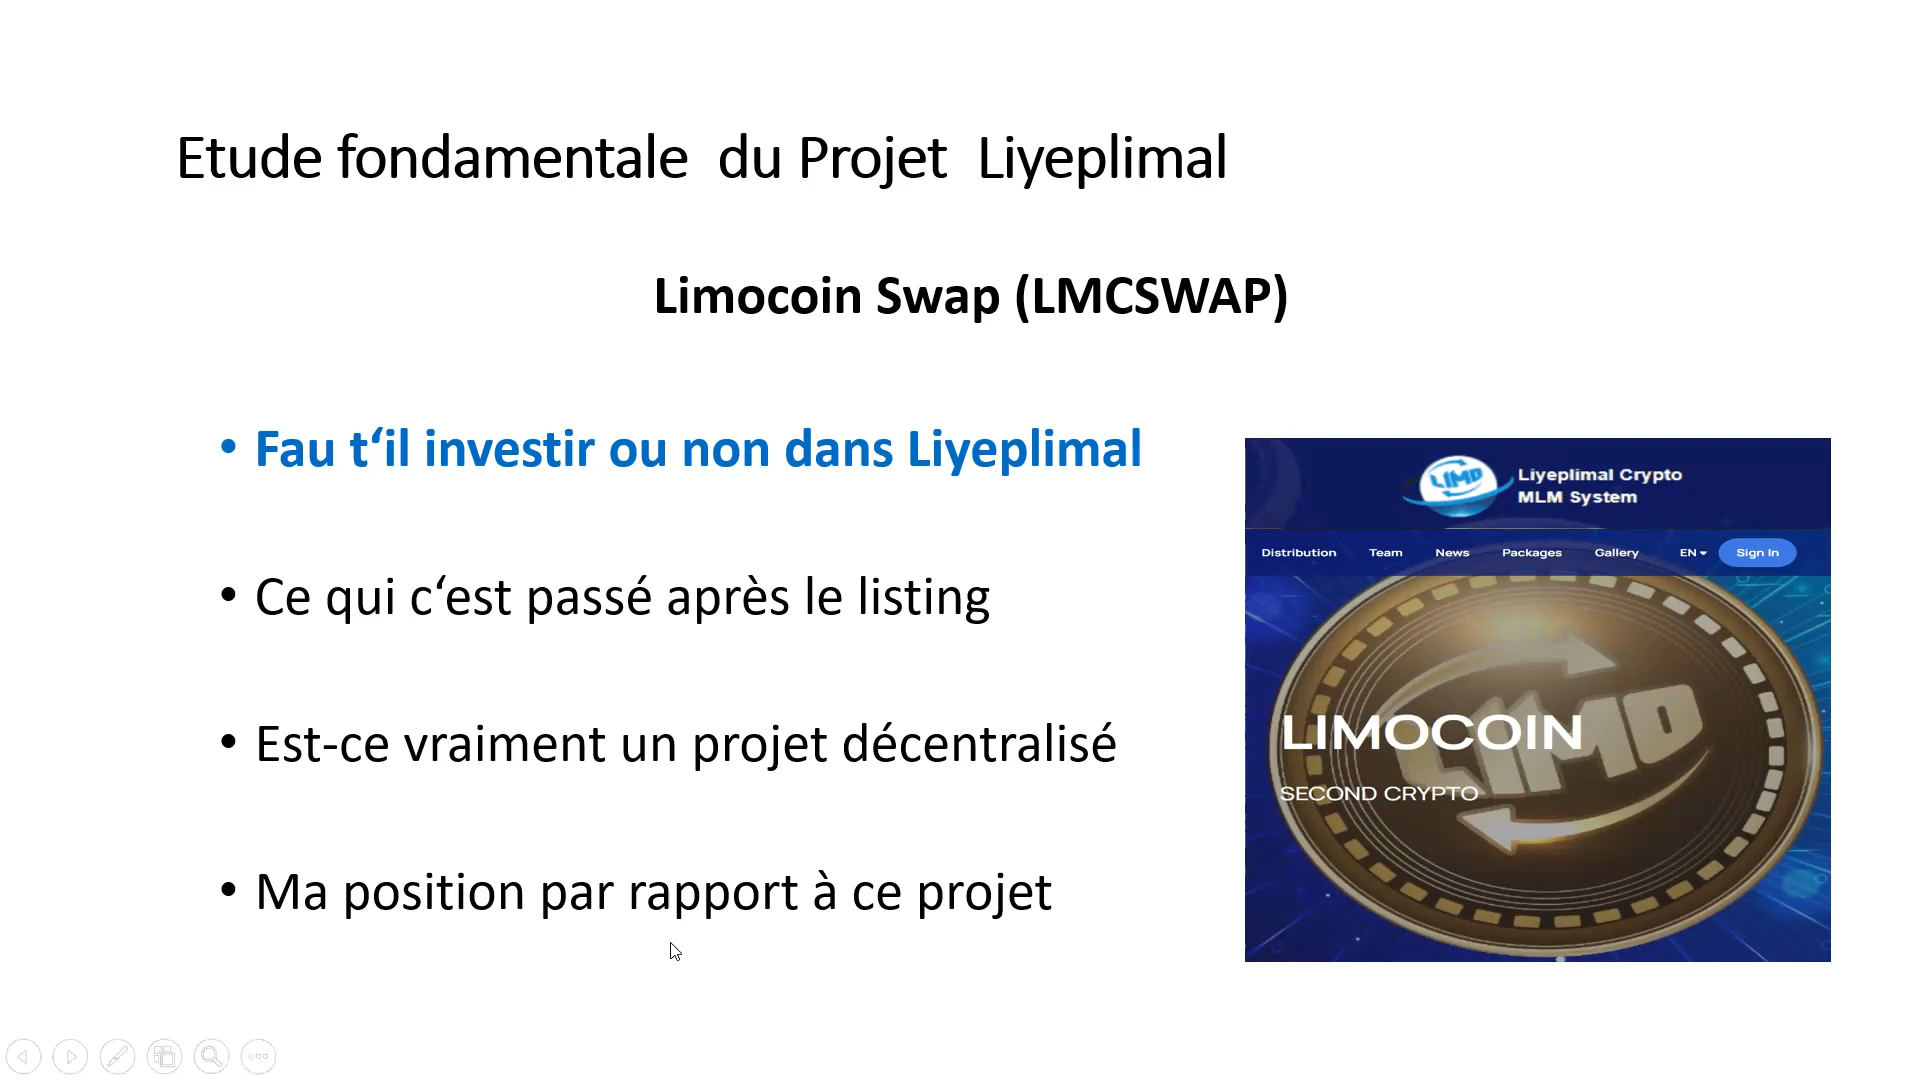 Etude fondamentale  du Projet  Liyeplimal
Limocoin Swap (LMCSWAP)
• Fau t‘il investir ou non dans Liyeplimal
• Ce qui c‘est passé après le listing
• Est-ce vraiment un projet décentralisé
• Ma position par rapport à ce projet
LIMO
Liyeplimal Crypto
MLM System
Distribution Team News Packages Gallery EN Sign In
LIMO
LIMOCOIN
SECOND CRYPTO